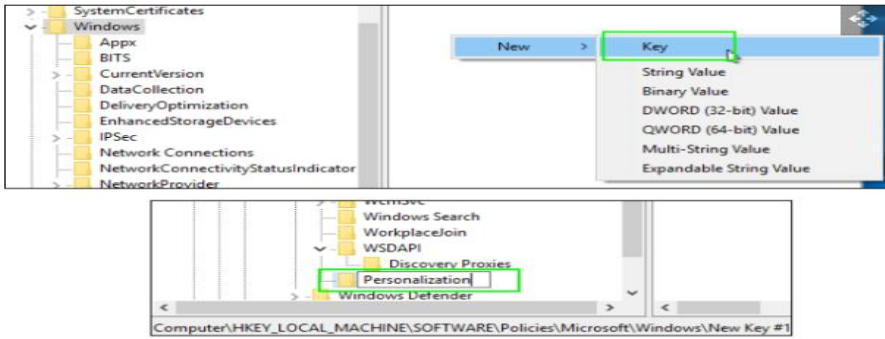 SystemCertificates
Windows
Appx
BITS
CurrentVersion
DataCollection
DeliveryOptimization
EnhancedStorageDevices
IPSec
Network Connections
NetworkConnectivityStatusIndicator
NetworkProvider
New >
Key
String Value
Binary Value
DWORD (32-bit) Value
QWORD (64-bit) Value
Multi-String Value
Expandable String Value
WcmSvc
Windows Search
WorkplaceJoin
WSDAPI
Discovery Proxies
Personalization
Windows Defender
Computer\HKEY_LOCAL_MACHINE\SOFTWARE\Policies\Microsoft\Windows\New Key #1